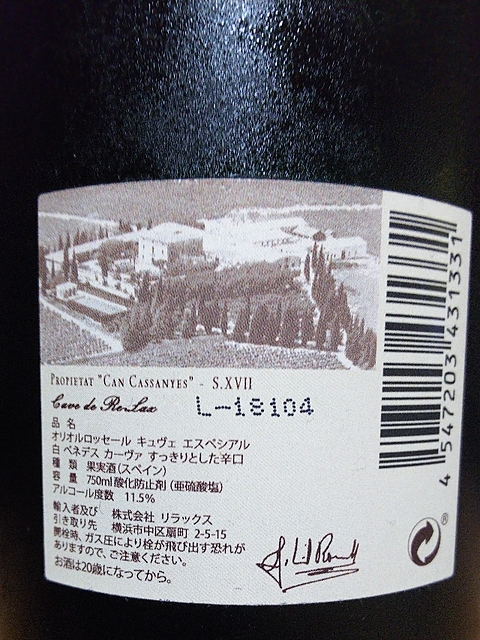 PROPIETAT "CAN CASSANYES" - S.XVII
Cave de ReLax
L-18104
品 名
オリオルロッセール キュヴェ エスペシアル
白 ペネデス カーヴァ すっきりとした辛口
種 類 果実酒(スペイン)
容 量 750ml 酸化防止剤(亜硫酸塩)
アルコール度数 11.5%
輸入者及び 株式会社 リラックス
引き取り先 横浜市中区扇町 2-5-15
開栓時、ガス圧により栓が飛び出す恐れが
ありますので、ご注意ください。
お酒は20歳になってから。
4 547203 431331
®